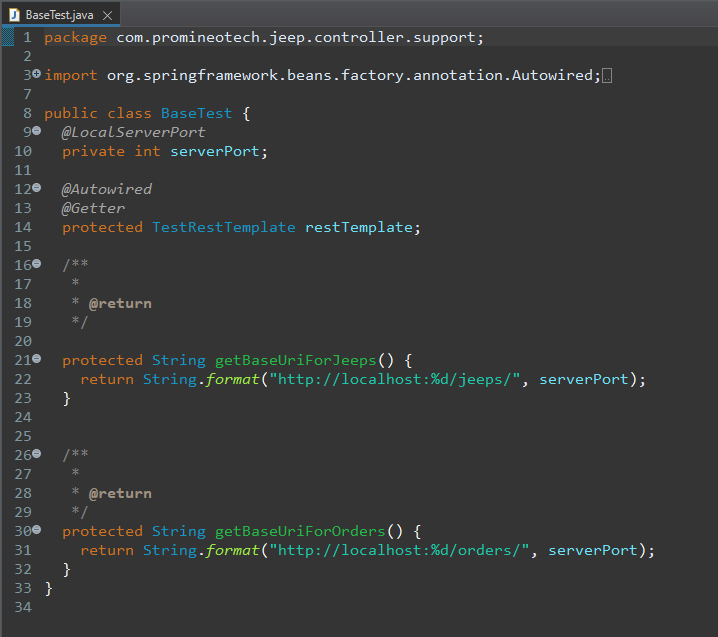 BaseTest.java
1 package com.promineotech.jeep.controller.support;
2
3 import org.springframework.beans.factory.annotation.Autowired;
7
8 public class BaseTest {
9   @LocalServerPort
10   private int serverPort;
11
12   @Autowired
13   @Getter
14   protected TestRestTemplate restTemplate;
15
16   /**
17    *
18    * @return
19    */
20
21   protected String getBaseUriForJeeps() {
22     return String.format("http://localhost:%d/jeeps/", serverPort);
23   }
24
25
26   /**
27    *
28    * @return
29    */
30   protected String getBaseUriForOrders() {
31     return String.format("http://localhost:%d/orders/", serverPort);
32   }
33 }
34